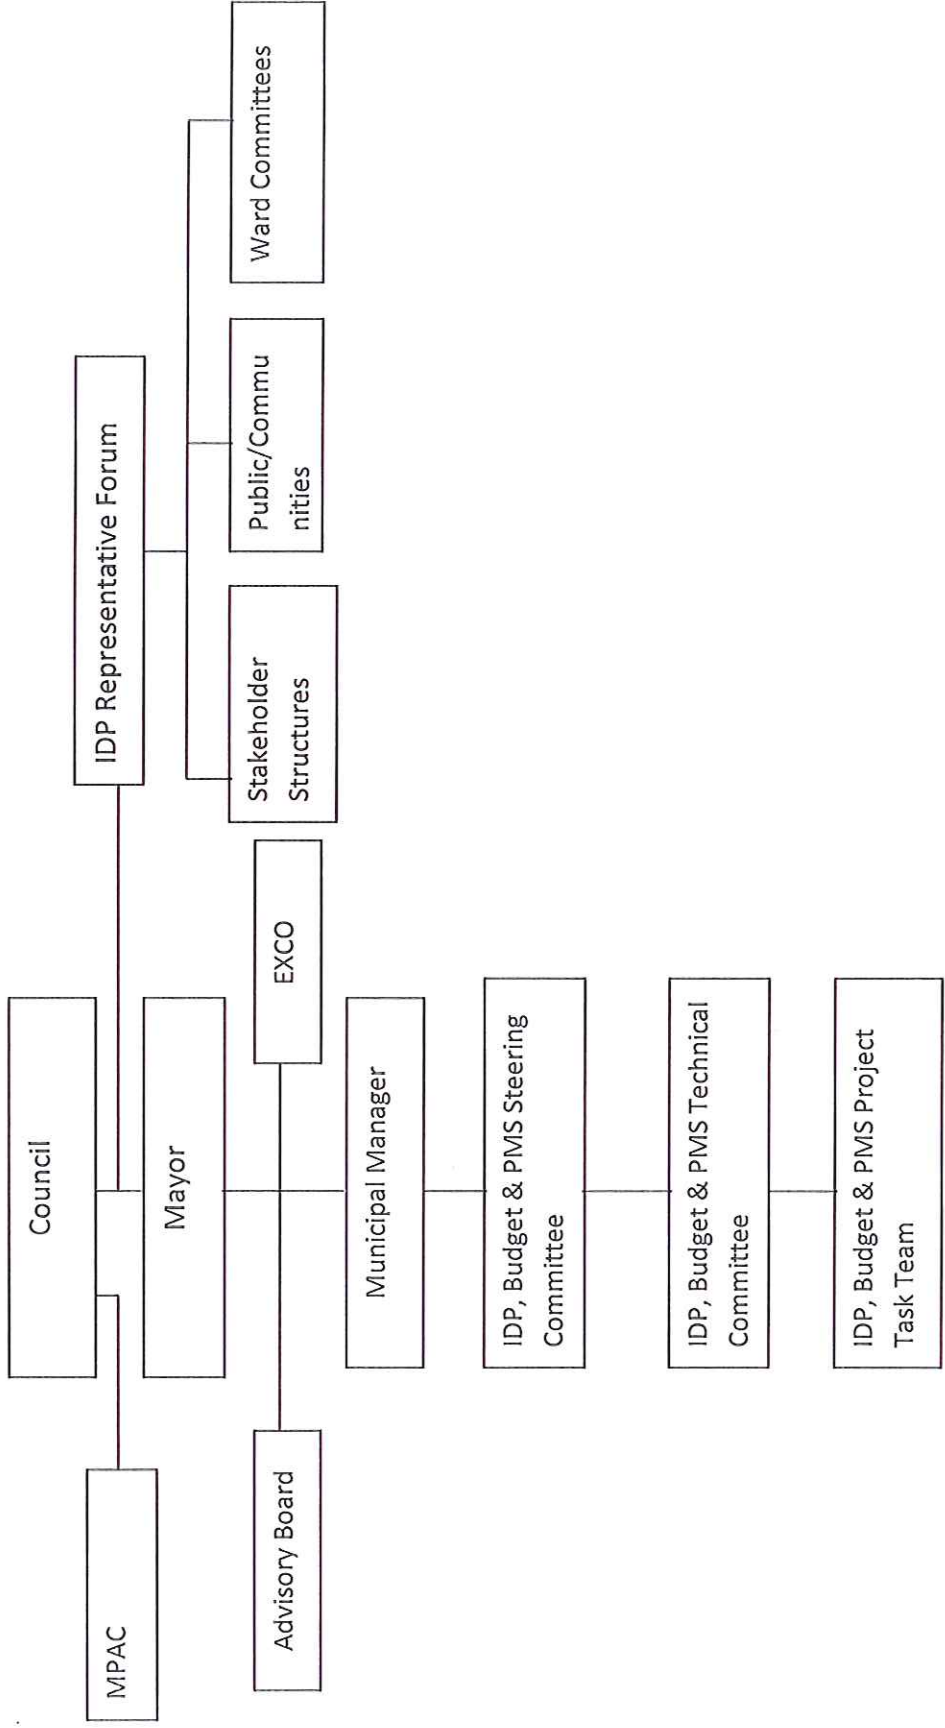 Council
MPAC
IDP Representative Forum
Mayor
Advisory Board
EXCO
Stakeholder
Structures
Public/Commu
nities
Ward Committees
Municipal Manager
IDP, Budget & PMS Steering
Committee
IDP, Budget & PMS Technical
Committee
IDP, Budget & PMS Project
Task Team